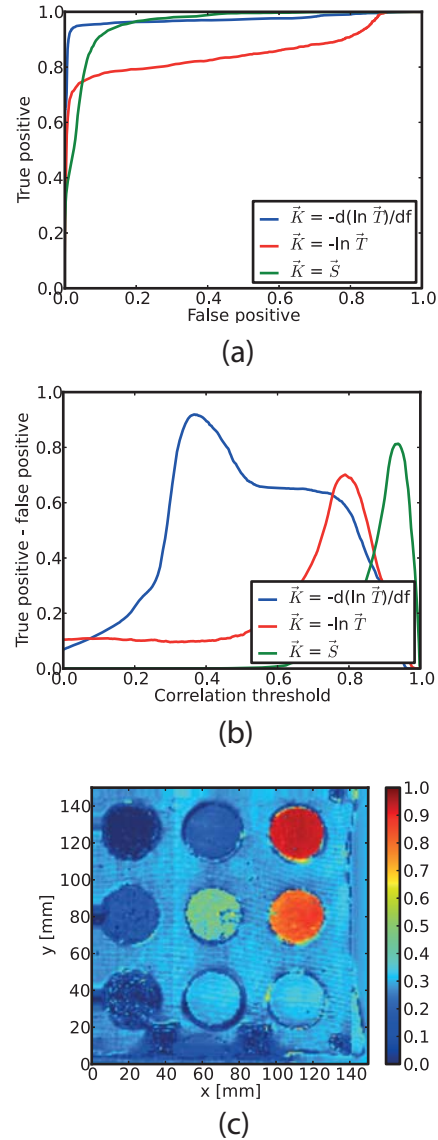 1.0
0.8
0.6
0.4
0.2
0.0
True positive
K⃗ = -d(ln T⃗)/df
K⃗ = -ln T⃗
K⃗ = S⃗
0.0 0.2 0.4 0.6 0.8 1.0
False positive
(a)
1.0
0.8
0.6
0.4
0.2
0.0
True positive - false positive
K⃗ = -d(ln T⃗)/df
K⃗ = -ln T⃗
K⃗ = S⃗
0.0 0.2 0.4 0.6 0.8 1.0
Correlation threshold
(b)
140
120
100
80
60
40
20
0
y [mm]
0 20 40 60 80 100 120 140
x [mm]
1.0
0.9
0.8
0.7
0.6
0.5
0.4
0.3
0.2
0.1
0.0
(c)